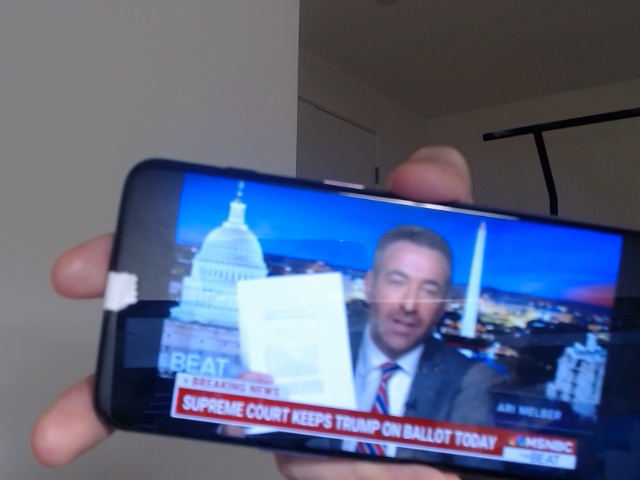 BEAT
BREAKING NEWS
SUPREME COURT KEEPS TRUMP ON BALLOT TODAY
ARI MELBER
MSNBC
THE BEAT